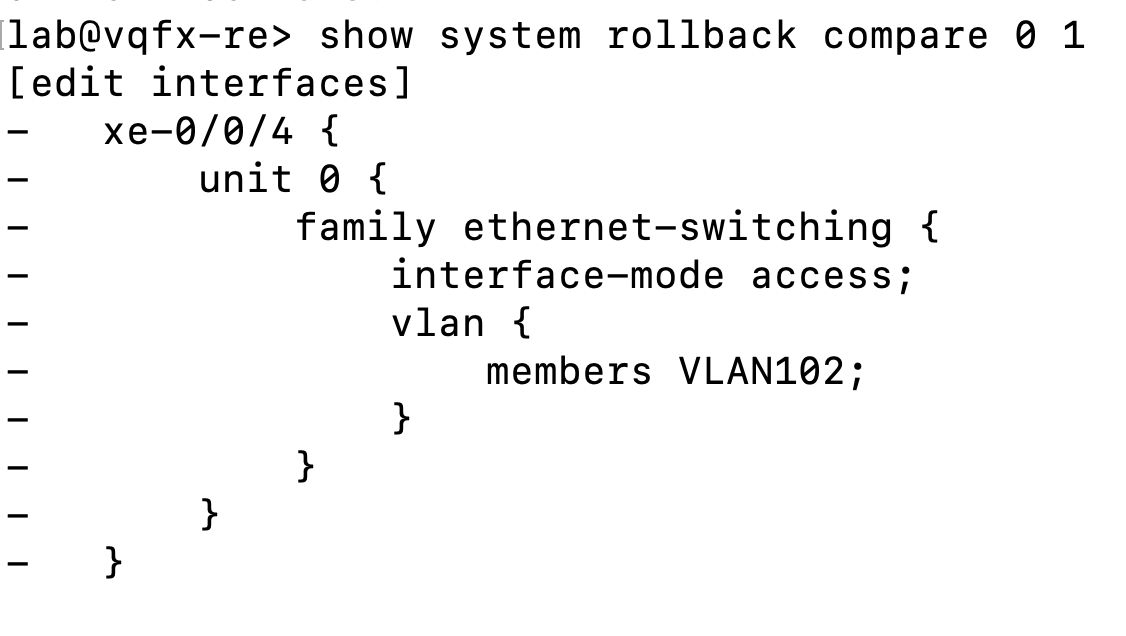 lab@vqfx-re> show system rollback compare 0 1
[edit interfaces]
-   xe-0/0/4 {
-       unit 0 {
-           family ethernet-switching {
-               interface-mode access;
-               vlan {
-                   members VLAN102;
-               }
-           }
-       }
-   }